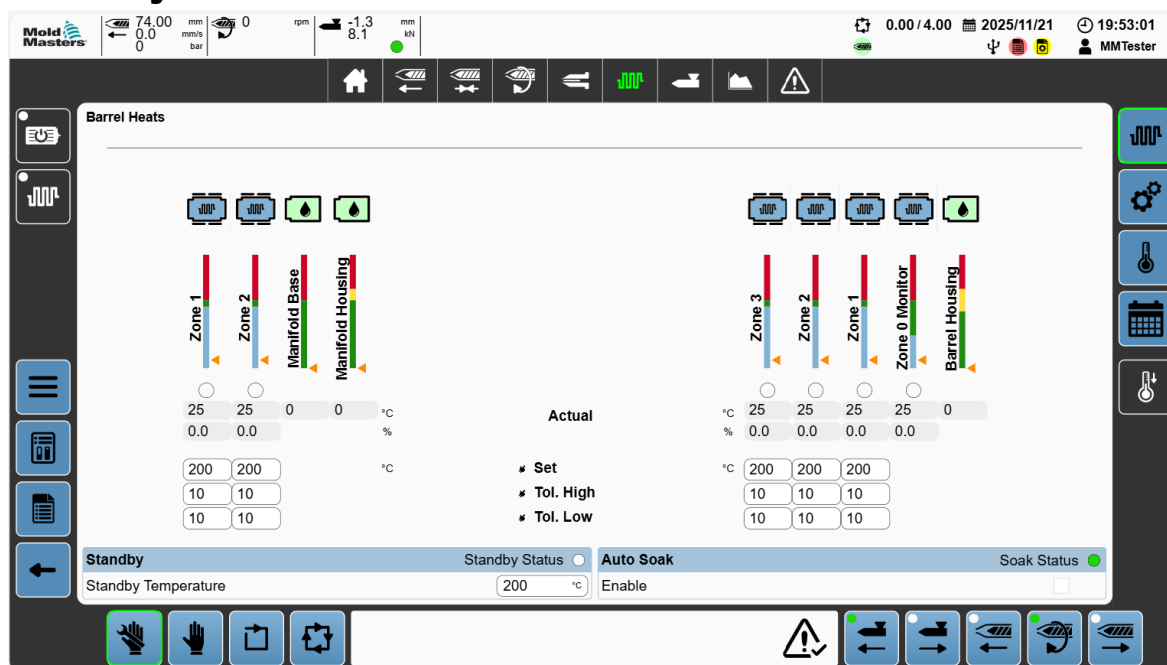 Mold
Masters
74.00 mm
0.0 mm/s
0 bar
0 rpm
-1.3 mm
8.1 kN
0.00 / 4.00
2025/11/21
19:53:01
MMTester
Barrel Heats
Zone 1
Zone 2
Manifold Base
Manifold Housing
Zone 3
Zone 2
Zone 1
Zone 0 Monitor
Barrel Housing
25 25 0 0 °C Actual °C 25 25 25 25 0
0.0 0.0 % % 0.0 0.0 0.0 0.0
200 200 °C Set °C 200 200 200
10 10 Tol. High 10 10 10
10 10 Tol. Low 10 10 10
Standby Standby Status Auto Soak Soak Status
Standby Temperature 200 °C Enable